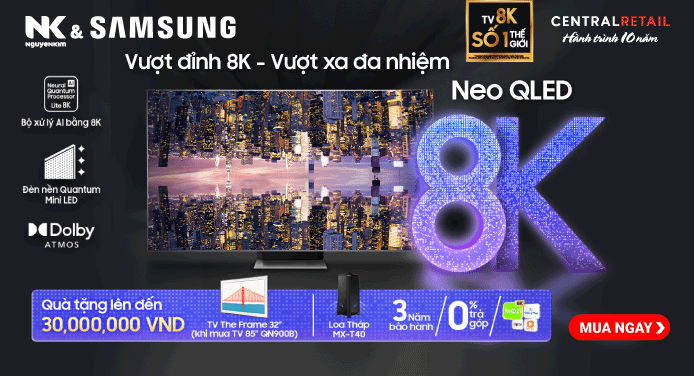 NK & SAMSUNG
NGUYENKIM
TV 8K
SỐ 1 THẾ GIỚI
CENTRAL RETAIL
Hành trình 10 năm
Vượt đỉnh 8K - Vượt xa đa nhiệm
Neo QLED
8K
Neural
Quantum
Processor
Lite 8K
Bộ xử lý AI bằng 8K
Đèn nền Quantum
Mini LED
Dolby
ATMOS
Quà tặng lên đến
30,000,000 VND
TV The Frame 32"
(khi mua TV 85" QN900B)
Loa Tháp
MX-T40
3 Năm
bảo hành
0% trả
góp
MUA NGAY